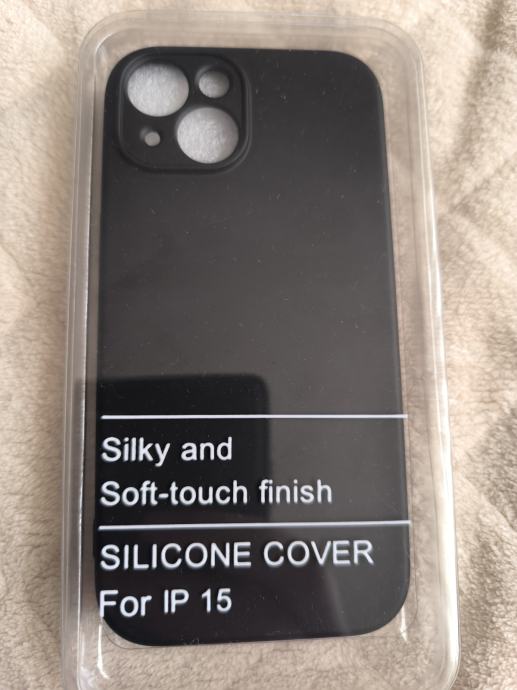 Silky and
Soft-touch finish
SILICONE COVER
For IP 15